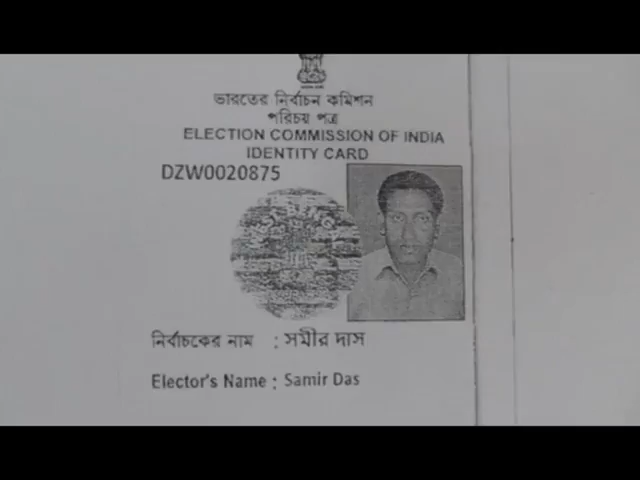 ভারতের নির্বাচন কমিশন
পরিচয় পত্র
ELECTION COMMISSION OF INDIA
IDENTITY CARD
DZW0020875
নির্বাচকের নাম : সমীর দাস
Elector's Name : Samir Das